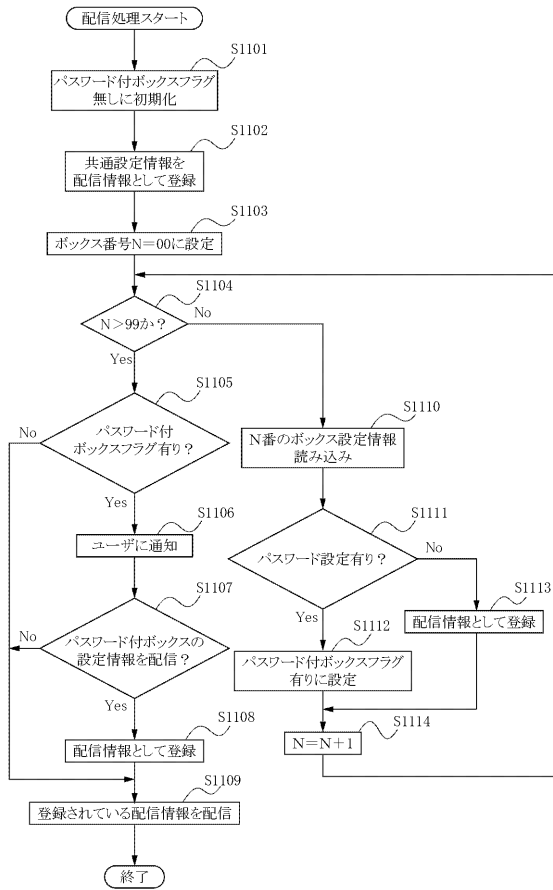 配信処理スタート
S1101
パスワード付ボックスフラグ
無しに初期化
S1102
共通設定情報を
配信情報として登録
S1103
ボックス番号N＝00に設定
S1104
N＞99か？
No
Yes
S1105
パスワード付
ボックスフラグ有り？
No
Yes
S1106
ユーザに通知
S1107
パスワード付ボックスの
設定情報を配信？
No
Yes
S1108
配信情報として登録
S1109
登録されている配信情報を配信
終了
S1110
N番のボックス設定情報
読み込み
S1111
パスワード設定有り？
No
Yes
S1112
パスワード付ボックスフラグ
有りに設定
S1113
配信情報として登録
S1114
N＝N＋1